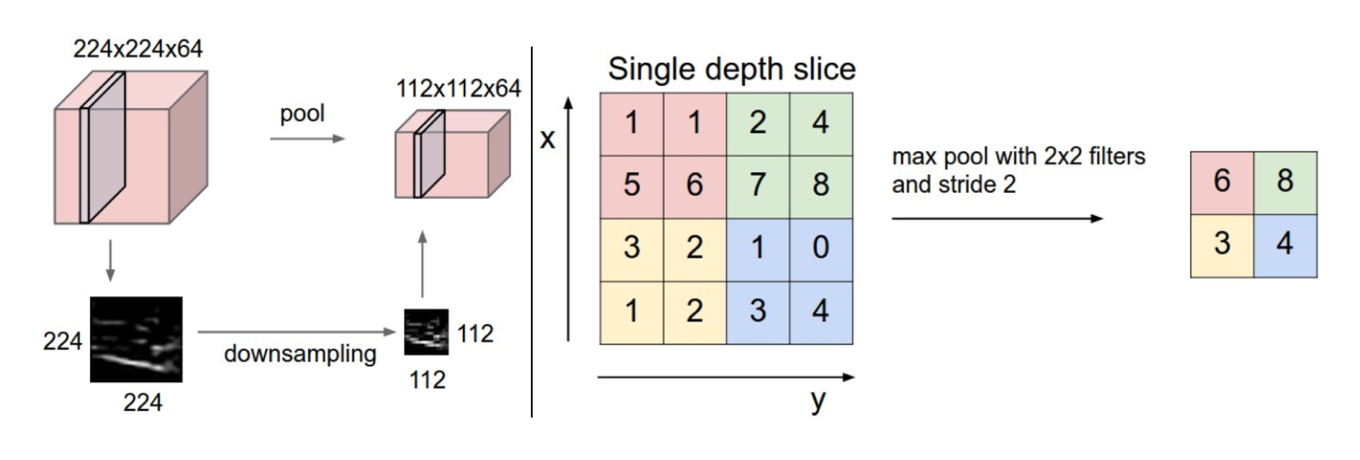 224x224x64
pool
112x112x64
224
224
downsampling
112
112
Single depth slice
x
1 1 2 4
5 6 7 8
3 2 1 0
1 2 3 4
y
max pool with 2x2 filters
and stride 2
6 8
3 4